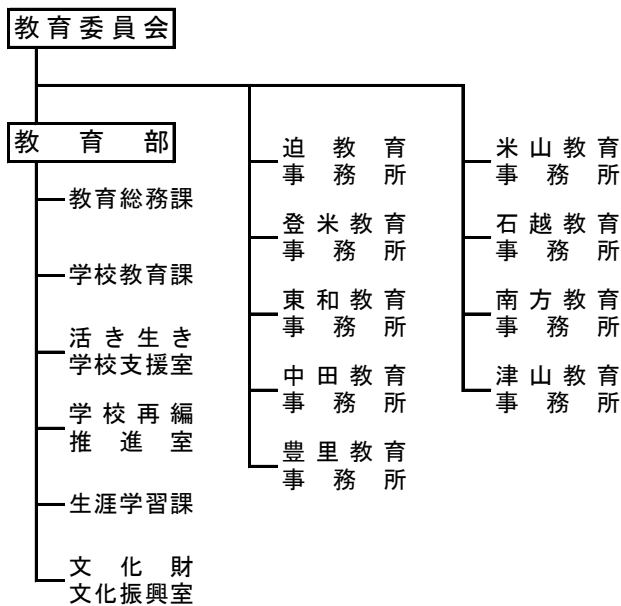 教育委員会
教育部
教育総務課
学校教育課
活き生き
学校支援室
学校再編
推進室
生涯学習課
文化財
文化振興室
迫教育
事務所
登米教育
事務所
東和教育
事務所
中田教育
事務所
豊里教育
事務所
米山教育
事務所
石越教育
事務所
南方教育
事務所
津山教育
事務所